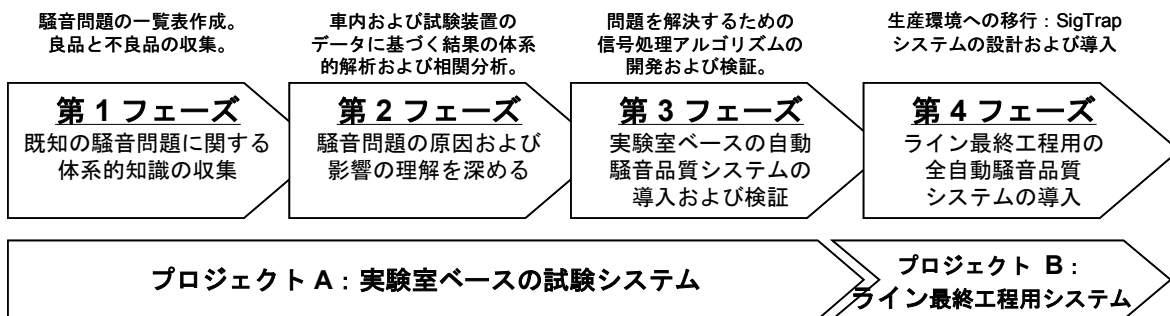 騒音問題の一覧表作成。
良品と不良品の収集。
車内および試験装置の
データに基づく結果の体系
的解析および相関分析。
問題を解決するための
信号処理アルゴリズムの
開発および検証。
生産環境への移行：SigTrap
システムの設計および導入
第 1 フェーズ
既知の騒音問題に関する
体系的知識の収集
第 2 フェーズ
騒音問題の原因および
影響の理解を深める
第 3 フェーズ
実験室ベースの自動
騒音品質システムの
導入および検証
第 4 フェーズ
ライン最終工程用の
全自動騒音品質
システムの導入
プロジェクト A：実験室ベースの試験システム
プロジェクト B：
ライン最終工程用システム